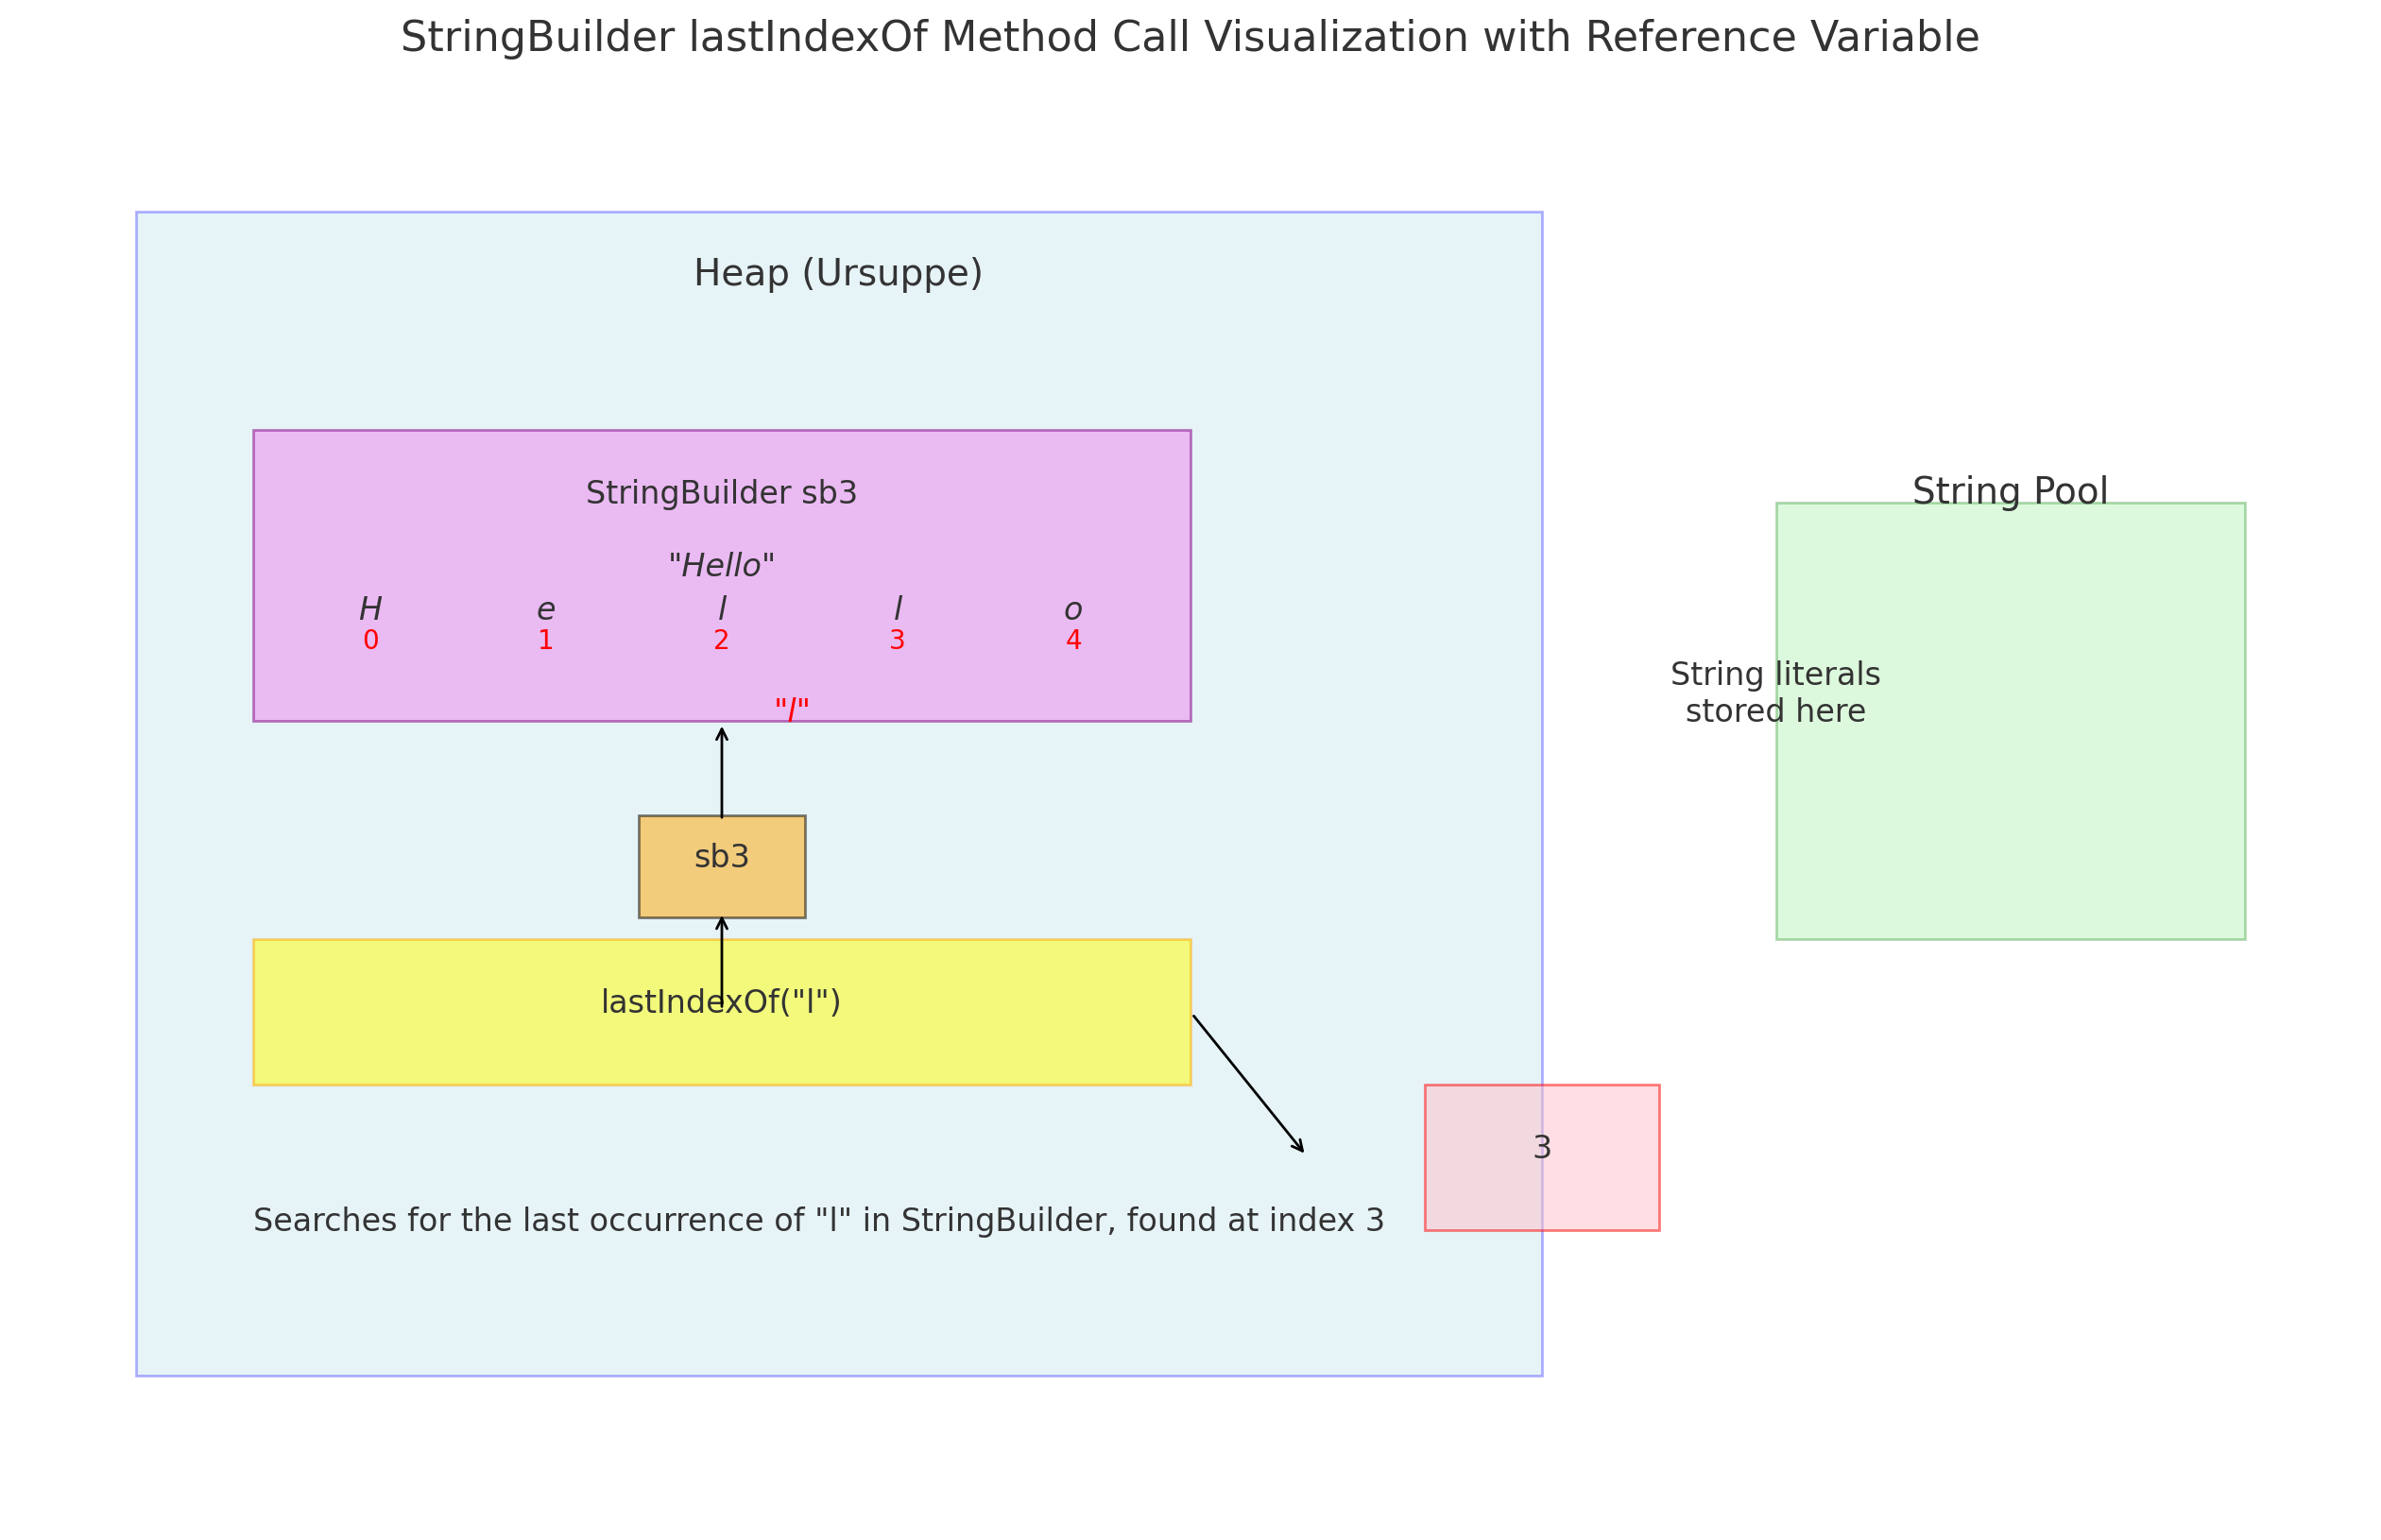 StringBuilder lastIndexOf Method Call Visualization with Reference Variable
Heap (Ursuppe)
StringBuilder sb3
"Hello"
H e l l o
0 1 2 3 4
"l"
sb3
lastIndexOf("l")
3
Searches for the last occurrence of "l" in StringBuilder, found at index 3
String Pool
String literals
stored here